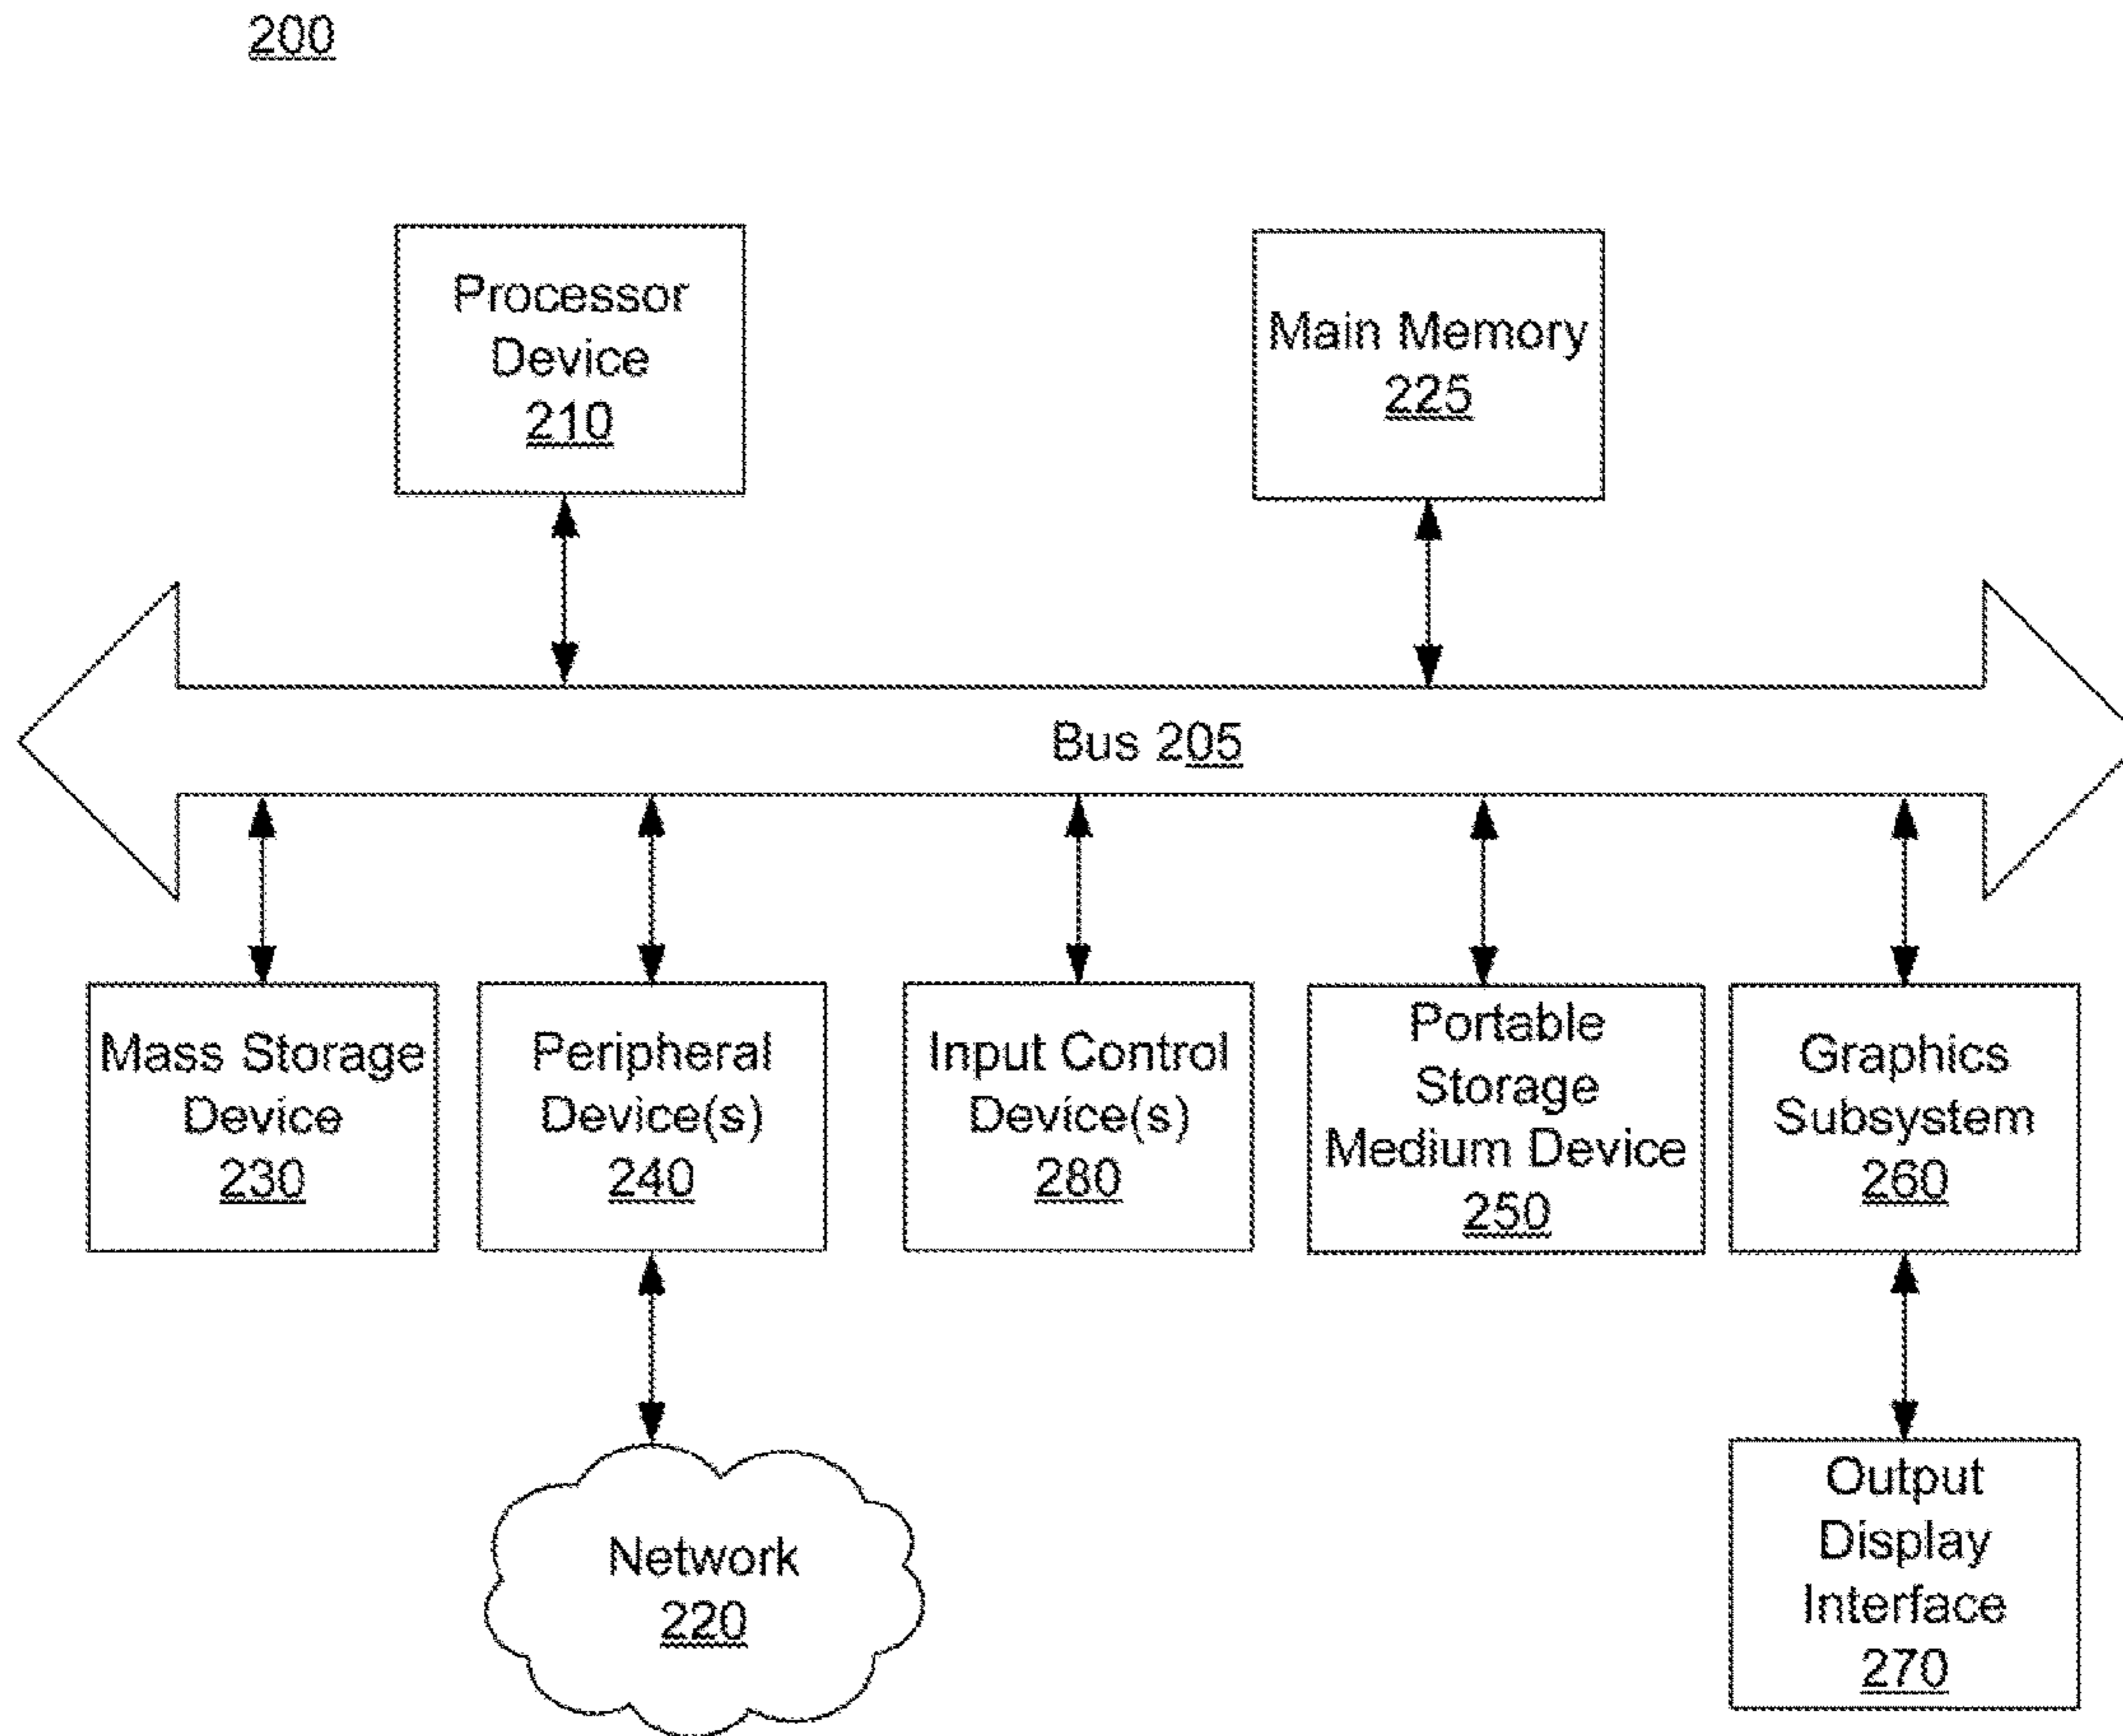 200
Processor
Device
210
Main Memory
225
Bus 205
Mass Storage
Device
230
Peripheral
Device(s)
240
Input Control
Device(s)
280
Portable
Storage
Medium Device
250
Graphics
Subsystem
260
Network
220
Output
Display
Interface
270